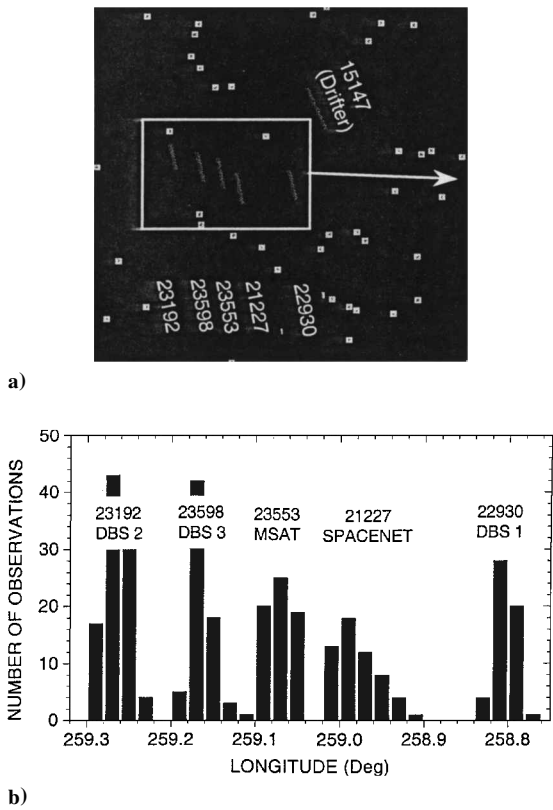 15147
(Drifter)
23192
23598
23553
21227
22930
a)
50
40
30
20
10
0
NUMBER OF OBSERVATIONS
23192
DBS 2
23598
DBS 3
23553
MSAT
21227
SPACENET
22930
DBS 1
259.3
259.2
259.1
259.0
258.9
258.8
LONGITUDE (Deg)
b)